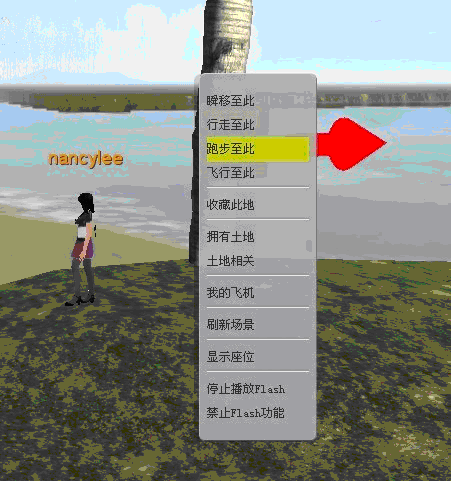 瞬移至此
行走至此
nancylee
跑步至此
飞行至此
收藏此地
拥有土地
土地相关
我的飞机
刷新场景
显示座位
停止播放Flash
禁止Flash功能